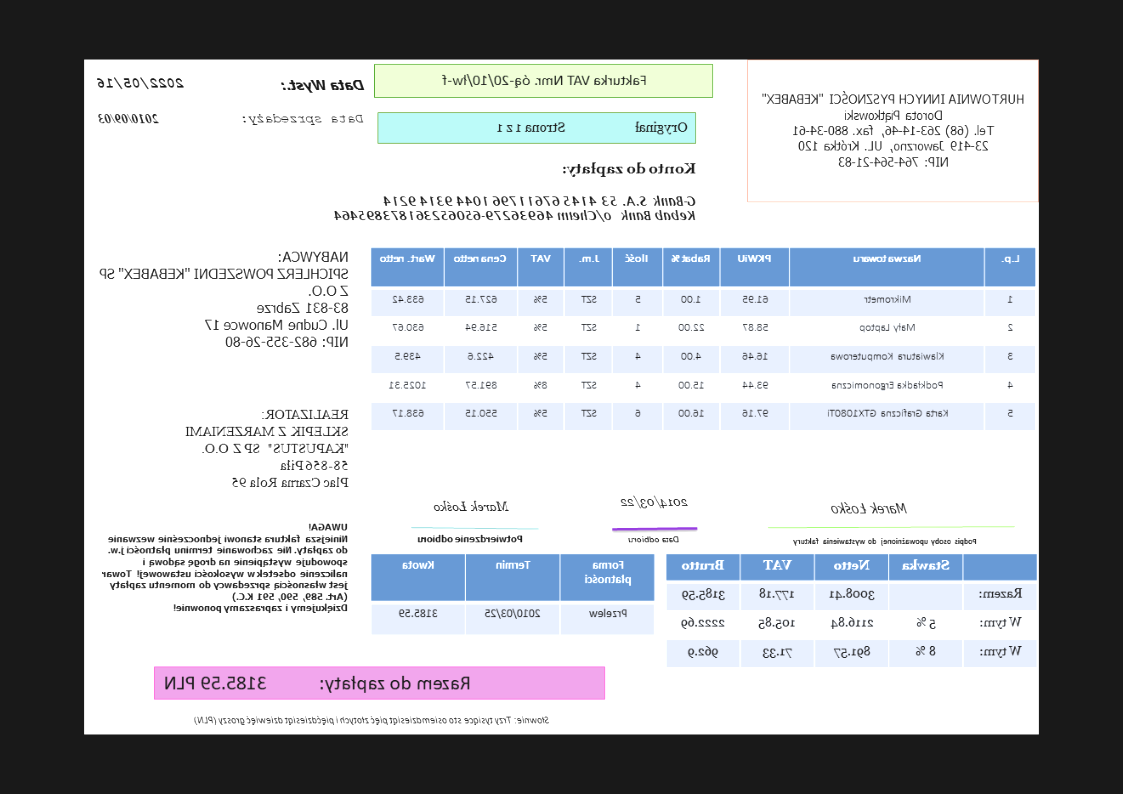 HURTOWNIA INNYCH PYSZNOŚCI "KEBABEX"
Dorota Piątkowski
Tel. (68) 263-14-46, fax. 880-34-61
23-419 Jaworzno, UL. Krótka 120
NIP: 764-564-21-83
Fakturka VAT Nmr. óą-20/10/łw-f
Data Wyst.: 2022/05/16
Oryginał Strona 1 z 1
Data sprzedaży: 2010/09/03
Konto do zapłaty:
C-Bank S.A. 53 4145 6761 1796 1044 9314 9214
Kebab Bank o/Chełm 46936279-650652361873895464
L.p. Nazwa towaru PKWiU Rabat % Ilość J.m. VAT Cena netto Wart. netto
1 Mikrometr 61.95 1.00 5 SZT 5% 627.15 633.42
2 Mały Laptop 58.87 22.00 1 SZT 5% 516.94 630.67
3 Klawiatura Komputerowa 16.46 4.00 4 SZT 5% 422.6 439.5
4 Podkładka Ergonomiczna 93.44 15.00 4 SZT 8% 891.57 1025.31
5 Karta Graficzna GTX1080Ti 97.16 16.00 6 SZT 5% 550.15 638.17
NABYWCA:
SPICHLERZ POWSZEDNI "KEBABEX" SP
Z O.O.
83-831 Zabrze
Ul. Cudne Manowce 17
NIP: 682-355-26-80
REALIZATOR:
SKLEPIK Z MARZENIAMI
"KAPUSTUS" SP Z O.O.
58-856 Piła
Plac Czarna Rola 95
Marek Łośko
2014/03/22
Marek Łośko
Podpis osoby upoważnionej do wystawienia faktury
Data odbioru
Potwierdzenie odbioru
UWAGA!
Niniejsza faktura stanowi jednocześnie wezwanie
do zapłaty. Nie zachowanie terminu płatności j.w.
spowoduje wystąpienie na drogę sądową i
naliczenie odsetek w wysokości ustawowej! Towar
jest własnością sprzedawcy do momentu zapłaty
(Art. 589, 590, 591 K.C.)
Dziękujemy i zapraszamy ponownie!
Stawka Netto VAT Brutto
Razem: 3008.41 177.18 3185.59
W tym: 5 % 2116.84 105.85 2222.69
W tym: 8 % 891.57 71.33 962.9
Forma płatności Termin Kwota
Przelew 2010/03/25 3185.59
Razem do zapłaty: 3185.59 PLN
Słownie: Trzy tysiące sto osiemdziesiąt pięć złotych i pięćdziesiąt dziewięć groszy (PLN)